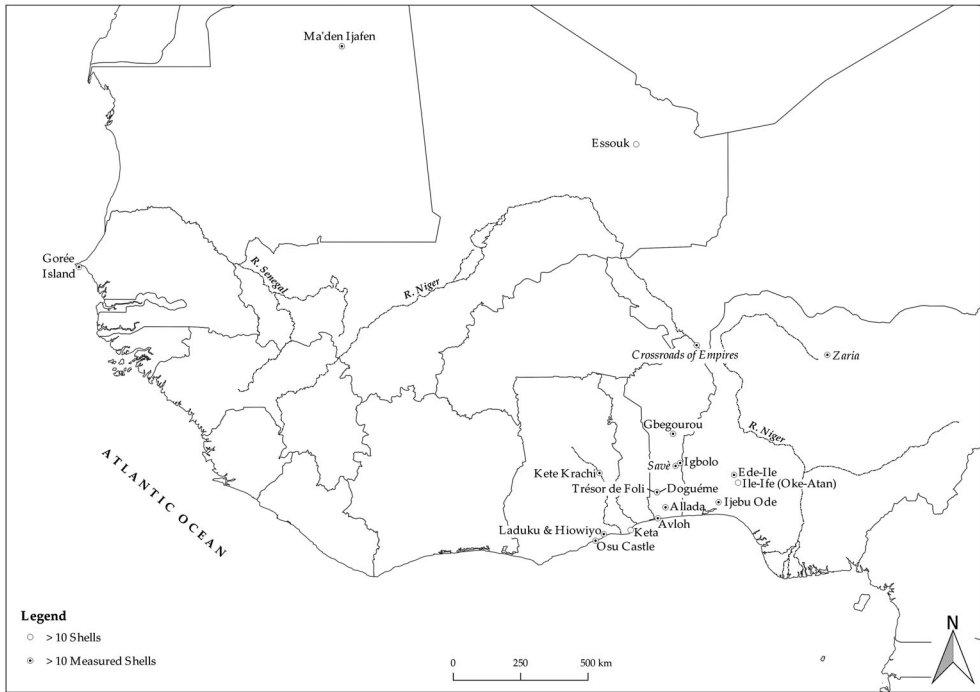 Ma'den Ijafen
Essouk
Gorée
Island
R. Senegal
R. Niger
Crossroads of Empires
Zaria
Gbegourou
R. Niger
Savè
Igbolo
Kete Krachi
Ede-Ile
Ile-Ife (Oke-Atan)
Trésor de Foli
Doguéme
Ijebu Ode
Allada
Avloh
Laduku & Hiowiyo
Keta
Osu Castle
ATLANTIC OCEAN
Legend
> 10 Shells
> 10 Measured Shells
0 250 500 km
N